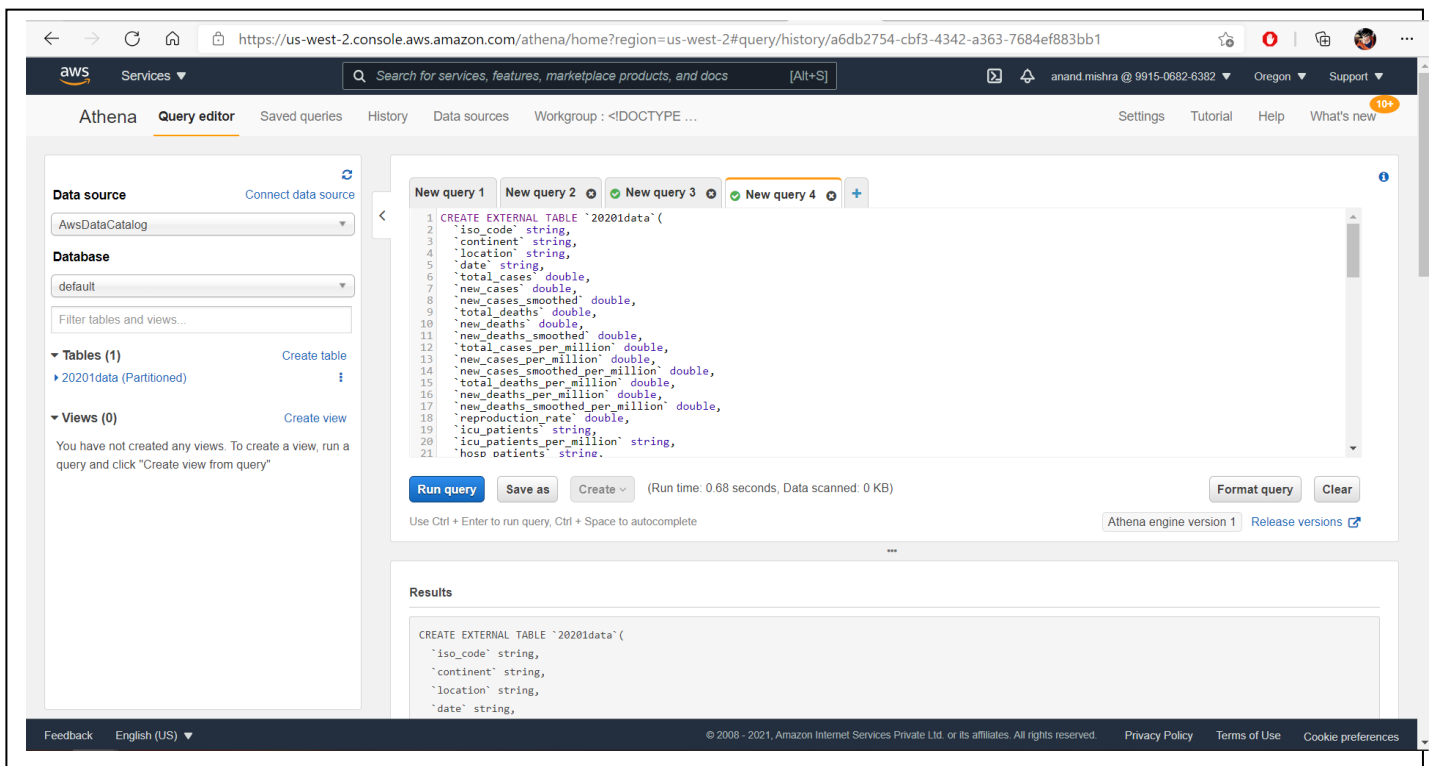 https://us-west-2.console.aws.amazon.com/athena/home?region=us-west-2#query/history/a6db2754-cbf3-4342-a363-7684ef883bb1
aws Services ▼ Search for services, features, marketplace products, and docs [Alt+S] anand.mishra @ 9915-0682-6382 ▼ Oregon ▼ Support ▼
Athena Query editor Saved queries History Data sources Workgroup : <!DOCTYPE ... Settings Tutorial Help What's new 10+
Data source Connect data source
AwsDataCatalog
Database
default
Filter tables and views...
Tables (1) Create table
20201data (Partitioned)
Views (0) Create view
You have not created any views. To create a view, run a
query and click "Create view from query"
New query 1 New query 2 New query 3 New query 4 +
1 CREATE EXTERNAL TABLE `20201data`(
2 `iso_code` string,
3 `continent` string,
4 `location` string,
5 `date` string,
6 `total_cases` double,
7 `new_cases` double,
8 `new_cases_smoothed` double,
9 `total_deaths` double,
10 `new_deaths` double,
11 `new_deaths_smoothed` double,
12 `total_cases_per_million` double,
13 `new_cases_per_million` double,
14 `new_cases_smoothed_per_million` double,
15 `total_deaths_per_million` double,
16 `new_deaths_per_million` double,
17 `new_deaths_smoothed_per_million` double,
18 `reproduction_rate` double,
19 `icu_patients` string,
20 `icu_patients_per_million` string,
21 `hosp_patients` string,
Run query Save as Create (Run time: 0.68 seconds, Data scanned: 0 KB) Format query Clear
Use Ctrl + Enter to run query, Ctrl + Space to autocomplete Athena engine version 1 Release versions
Results
CREATE EXTERNAL TABLE `20201data`(
`iso_code` string,
`continent` string,
`location` string,
`date` string,
Feedback English (US) ▼ © 2008 - 2021, Amazon Internet Services Private Ltd. or its affiliates. All rights reserved. Privacy Policy Terms of Use Cookie preferences